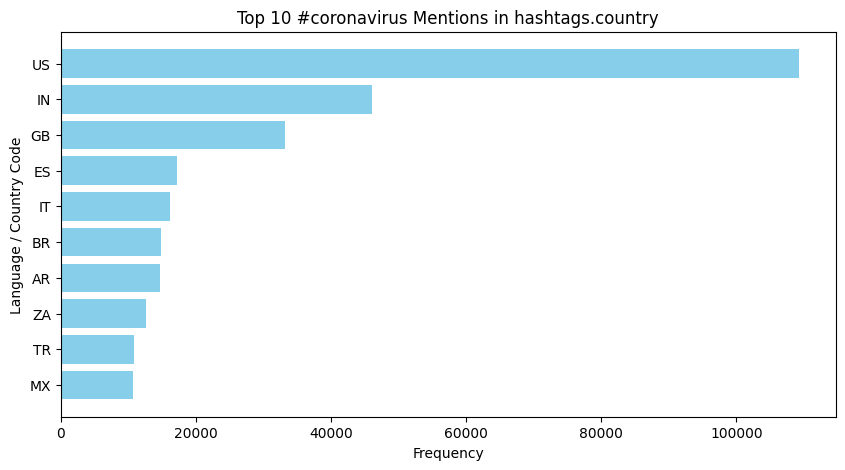 Top 10 #coronavirus Mentions in hashtags.country
Language / Country Code
US
IN
GB
ES
IT
BR
AR
ZA
TR
MX
0 20000 40000 60000 80000 100000
Frequency